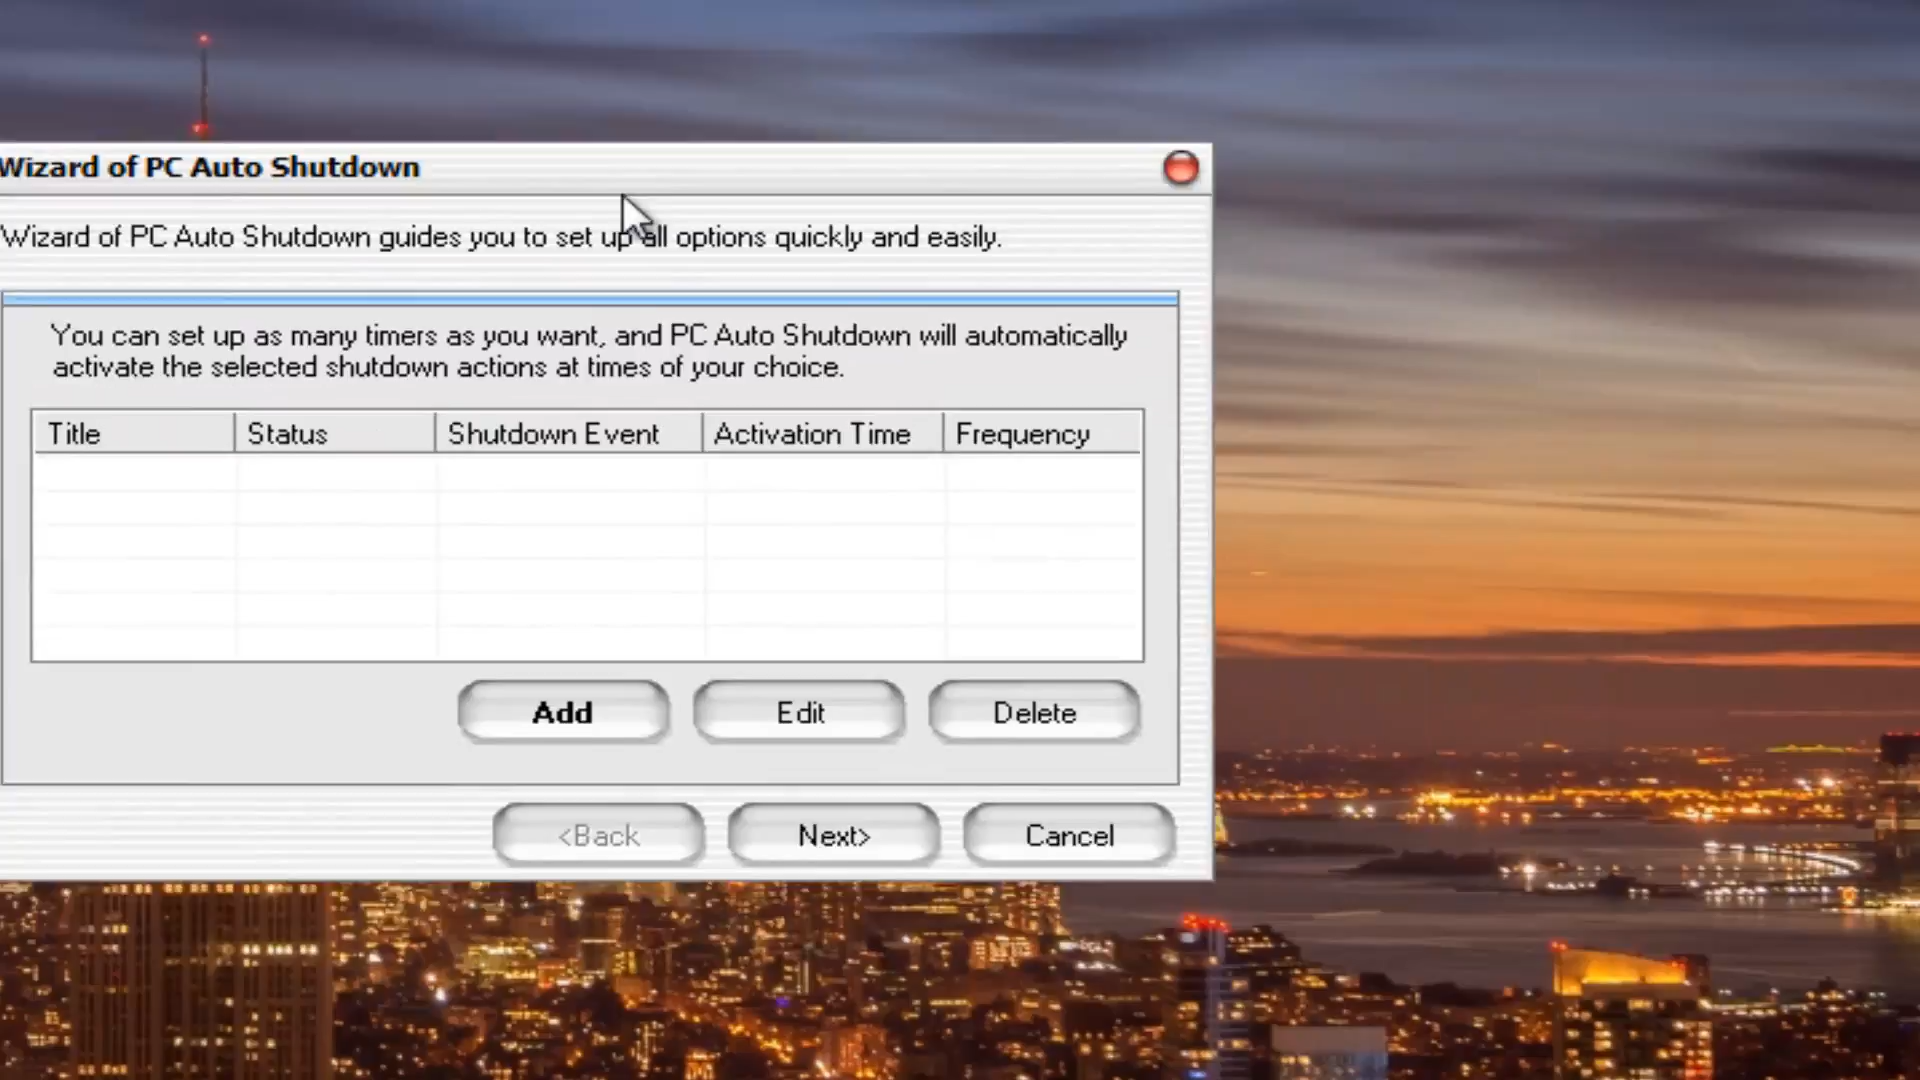 Wizard of PC Auto Shutdown
Wizard of PC Auto Shutdown guides you to set up all options quickly and easily.
You can set up as many timers as you want, and PC Auto Shutdown will automatically
activate the selected shutdown actions at times of your choice.
Title Status Shutdown Event Activation Time Frequency
Add Edit Delete
<Back Next> Cancel